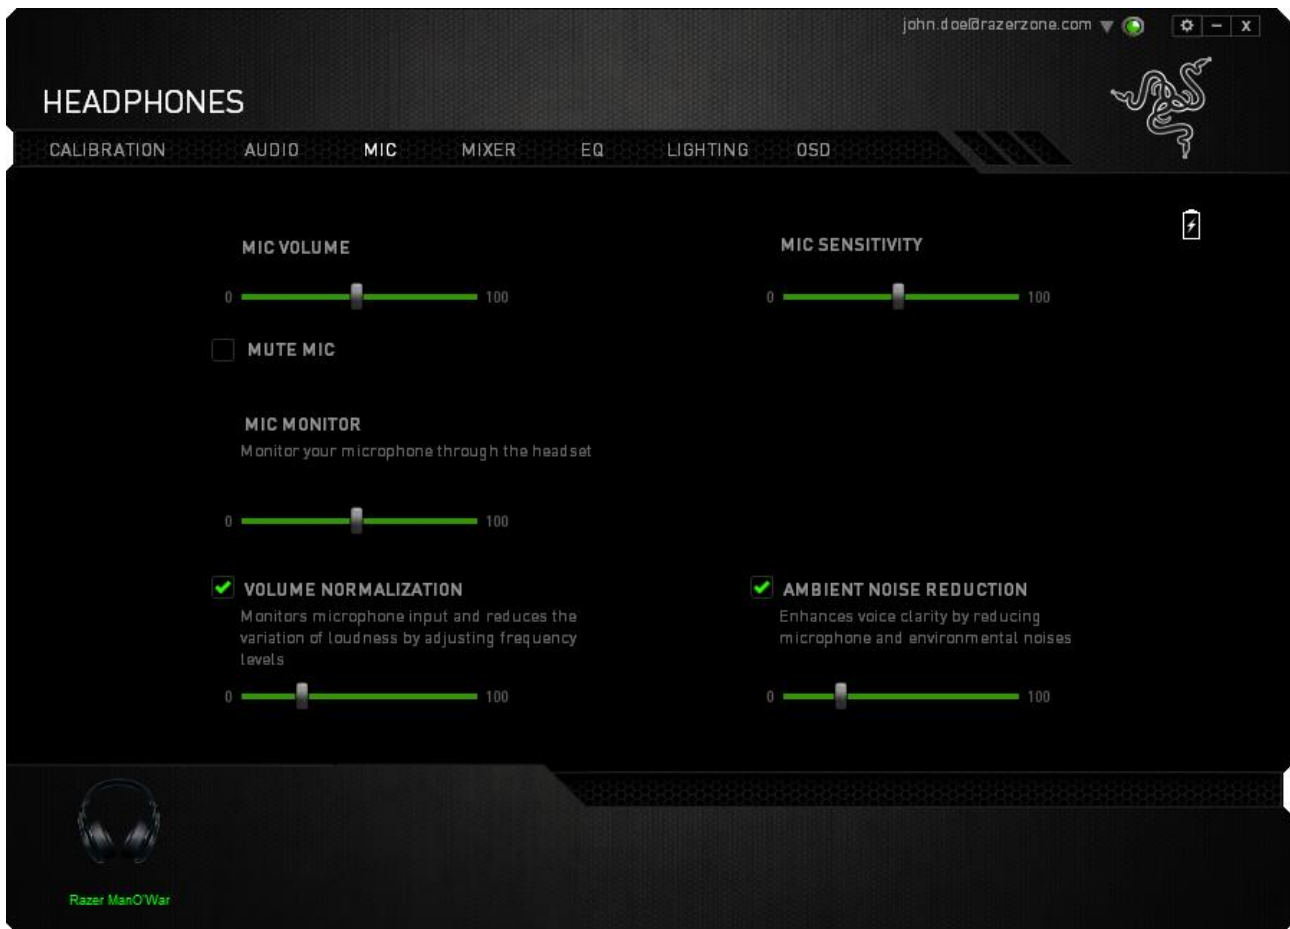 john.doe@razerzone.com
HEADPHONES
CALIBRATION AUDIO MIC MIXER EQ LIGHTING OSD
MIC VOLUME
0 100
MUTE MIC
MIC SENSITIVITY
0 100
MIC MONITOR
Monitor your microphone through the headset
0 100
VOLUME NORMALIZATION
Monitors microphone input and reduces the
variation of loudness by adjusting frequency
levels
0 100
AMBIENT NOISE REDUCTION
Enhances voice clarity by reducing
microphone and environmental noises
0 100
Razer ManO'War